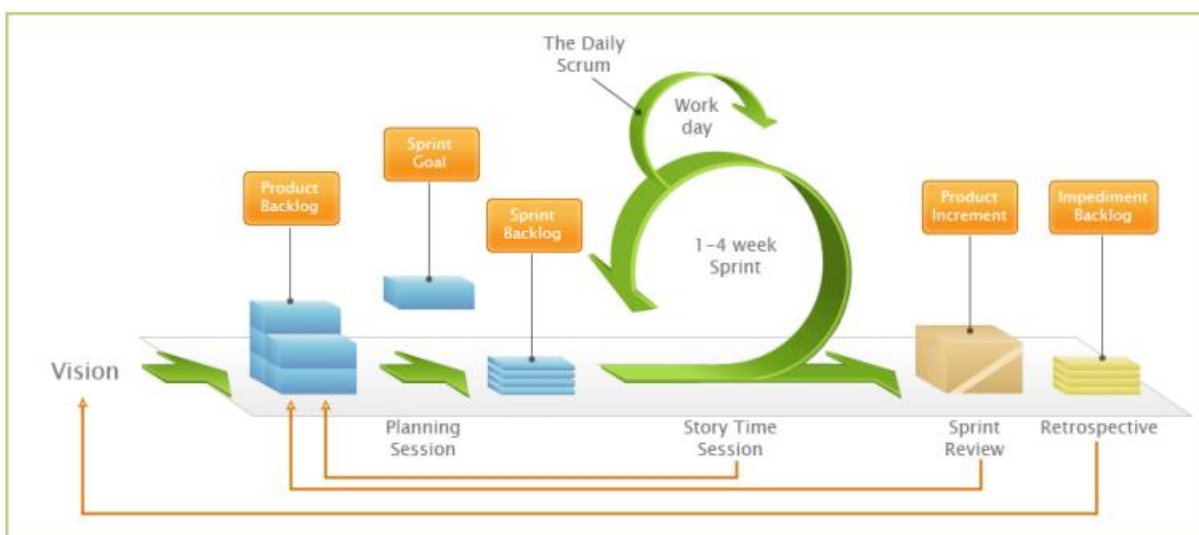 The Daily
Scrum
Work
day
Sprint
Goal
Product
Backlog
Sprint
Backlog
Product
Increment
Impediment
Backlog
1-4 week
Sprint
Vision
Planning
Session
Story Time
Session
Sprint
Review
Retrospective